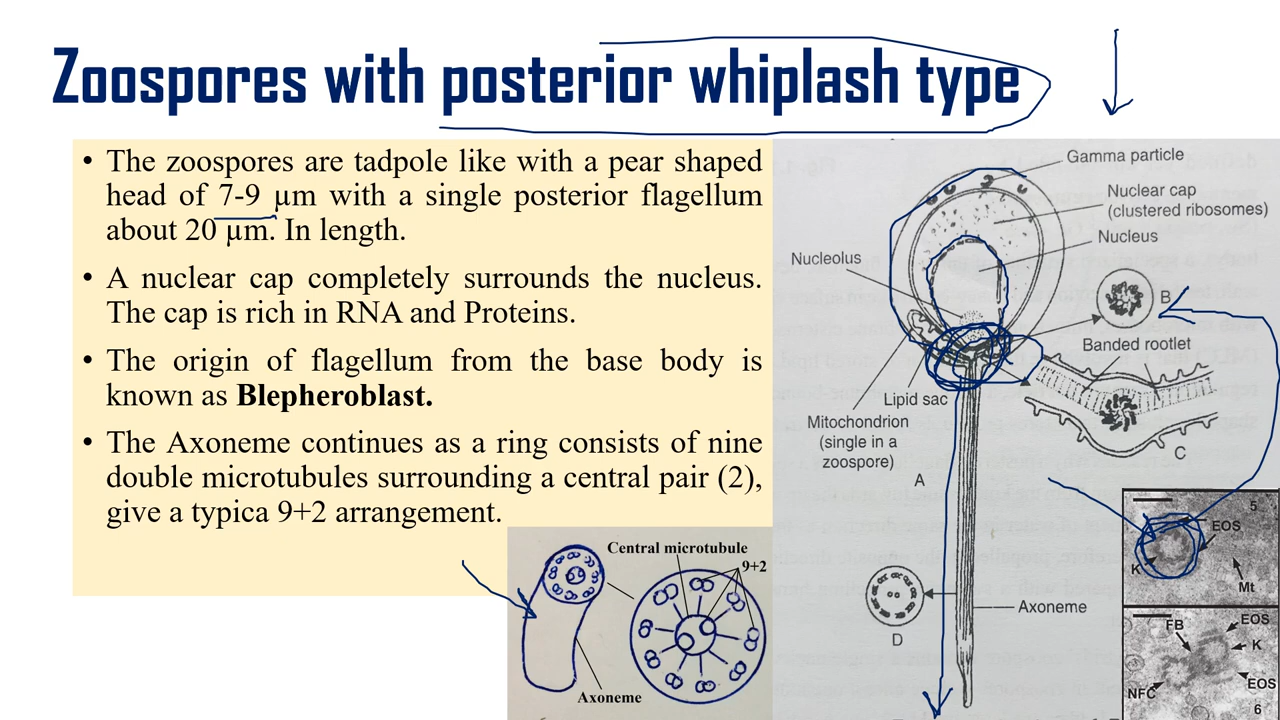 Zoospores with posterior whiplash type
• The zoospores are tadpole like with a pear shaped
head of 7-9 µm with a single posterior flagellum
about 20 µm. In length.
• A nuclear cap completely surrounds the nucleus.
The cap is rich in RNA and Proteins.
• The origin of flagellum from the base body is
known as Blepheroblast.
• The Axoneme continues as a ring consists of nine
double microtubules surrounding a central pair (2),
give a typica 9+2 arrangement.
Central microtubule
9+2
Axoneme
Gamma particle
Nuclear cap
(clustered ribosomes)
Nucleus
Nucleolus
B
Banded rootlet
Lipid sac
Mitochondrion
(single in a
zoospore)
A
C
D
Axoneme
5
EOS
K
Mt
FB
EOS
K
NFC
EOS
6